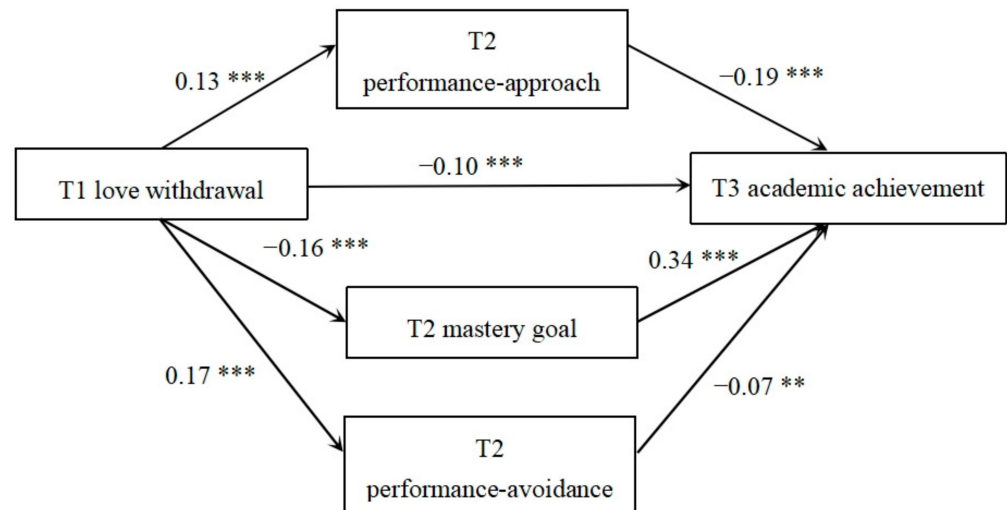 T2
performance-approach
0.13 ***
−0.19 ***
T1 love withdrawal
−0.10 ***
T3 academic achievement
−0.16 ***
0.34 ***
T2 mastery goal
0.17 ***
−0.07 **
T2
performance-avoidance